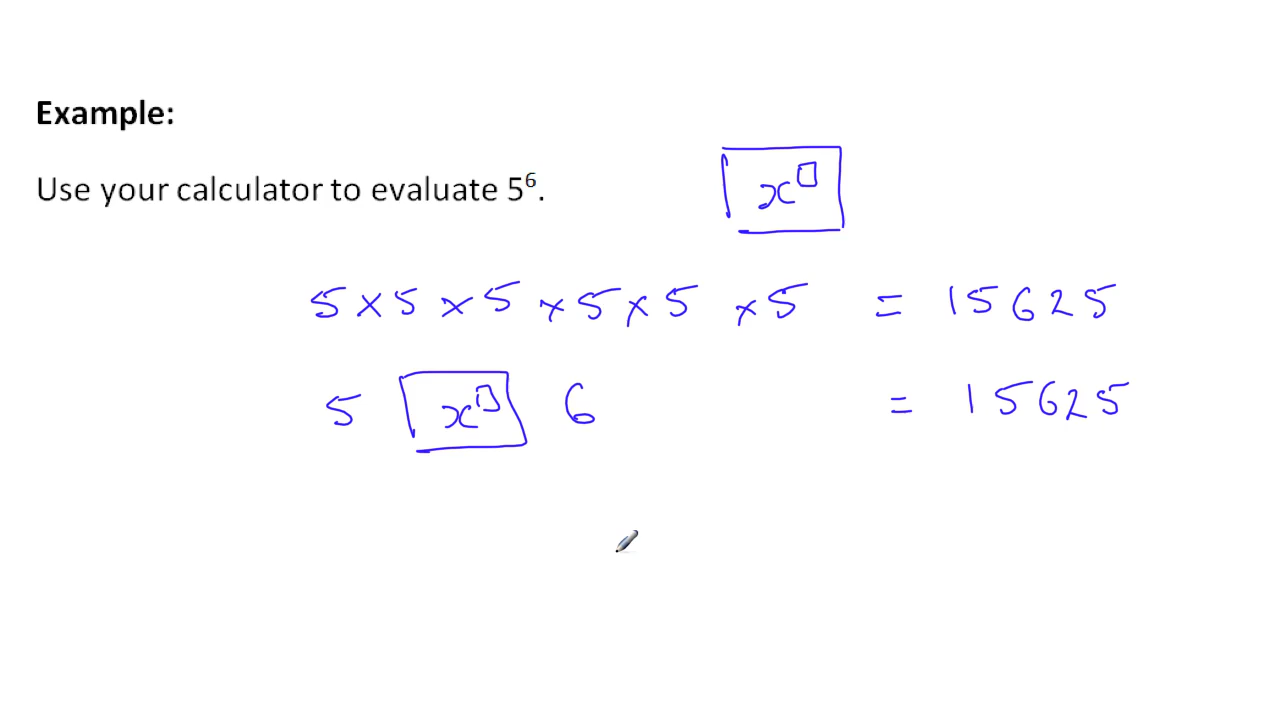 Example:
Use your calculator to evaluate 5⁶.
x□
5 × 5 × 5 × 5 × 5 × 5 = 15625
5 x□ 6 = 15625